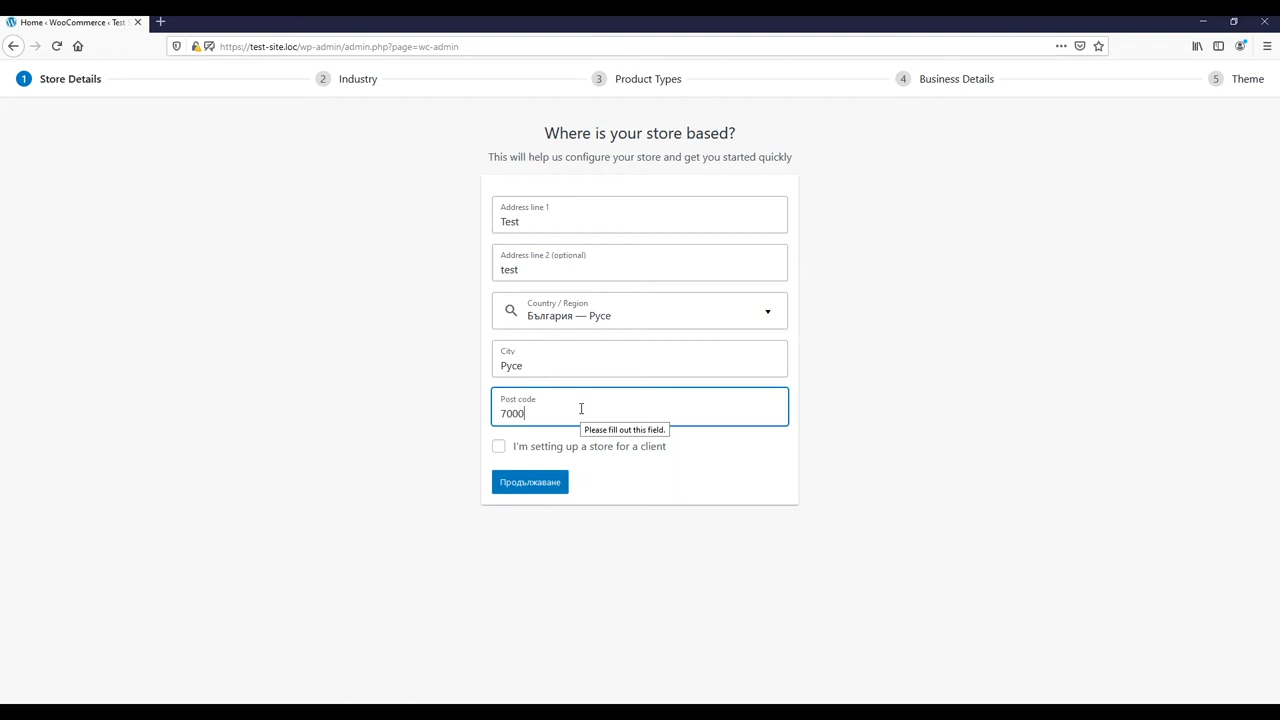 Home ‹ WooCommerce ‹ Test
https://test-site.loc/wp-admin/admin.php?page=wc-admin
1 Store Details
2 Industry
3 Product Types
4 Business Details
5 Theme
Where is your store based?
This will help us configure your store and get you started quickly
Address line 1
Test
Address line 2 (optional)
test
Country / Region
България — Русе
City
Русе
Post code
7000
Please fill out this field.
I'm setting up a store for a client
Продължаване